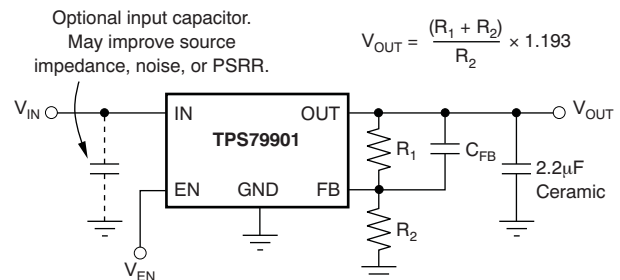 Optional input capacitor.
May improve source
impedance, noise, or PSRR.
V_OUT = (R_1 + R_2) / R_2 × 1.193
V_IN
IN
OUT
V_OUT
TPS79901
R_1
C_FB
2.2μF
Ceramic
EN
GND
FB
R_2
V_EN